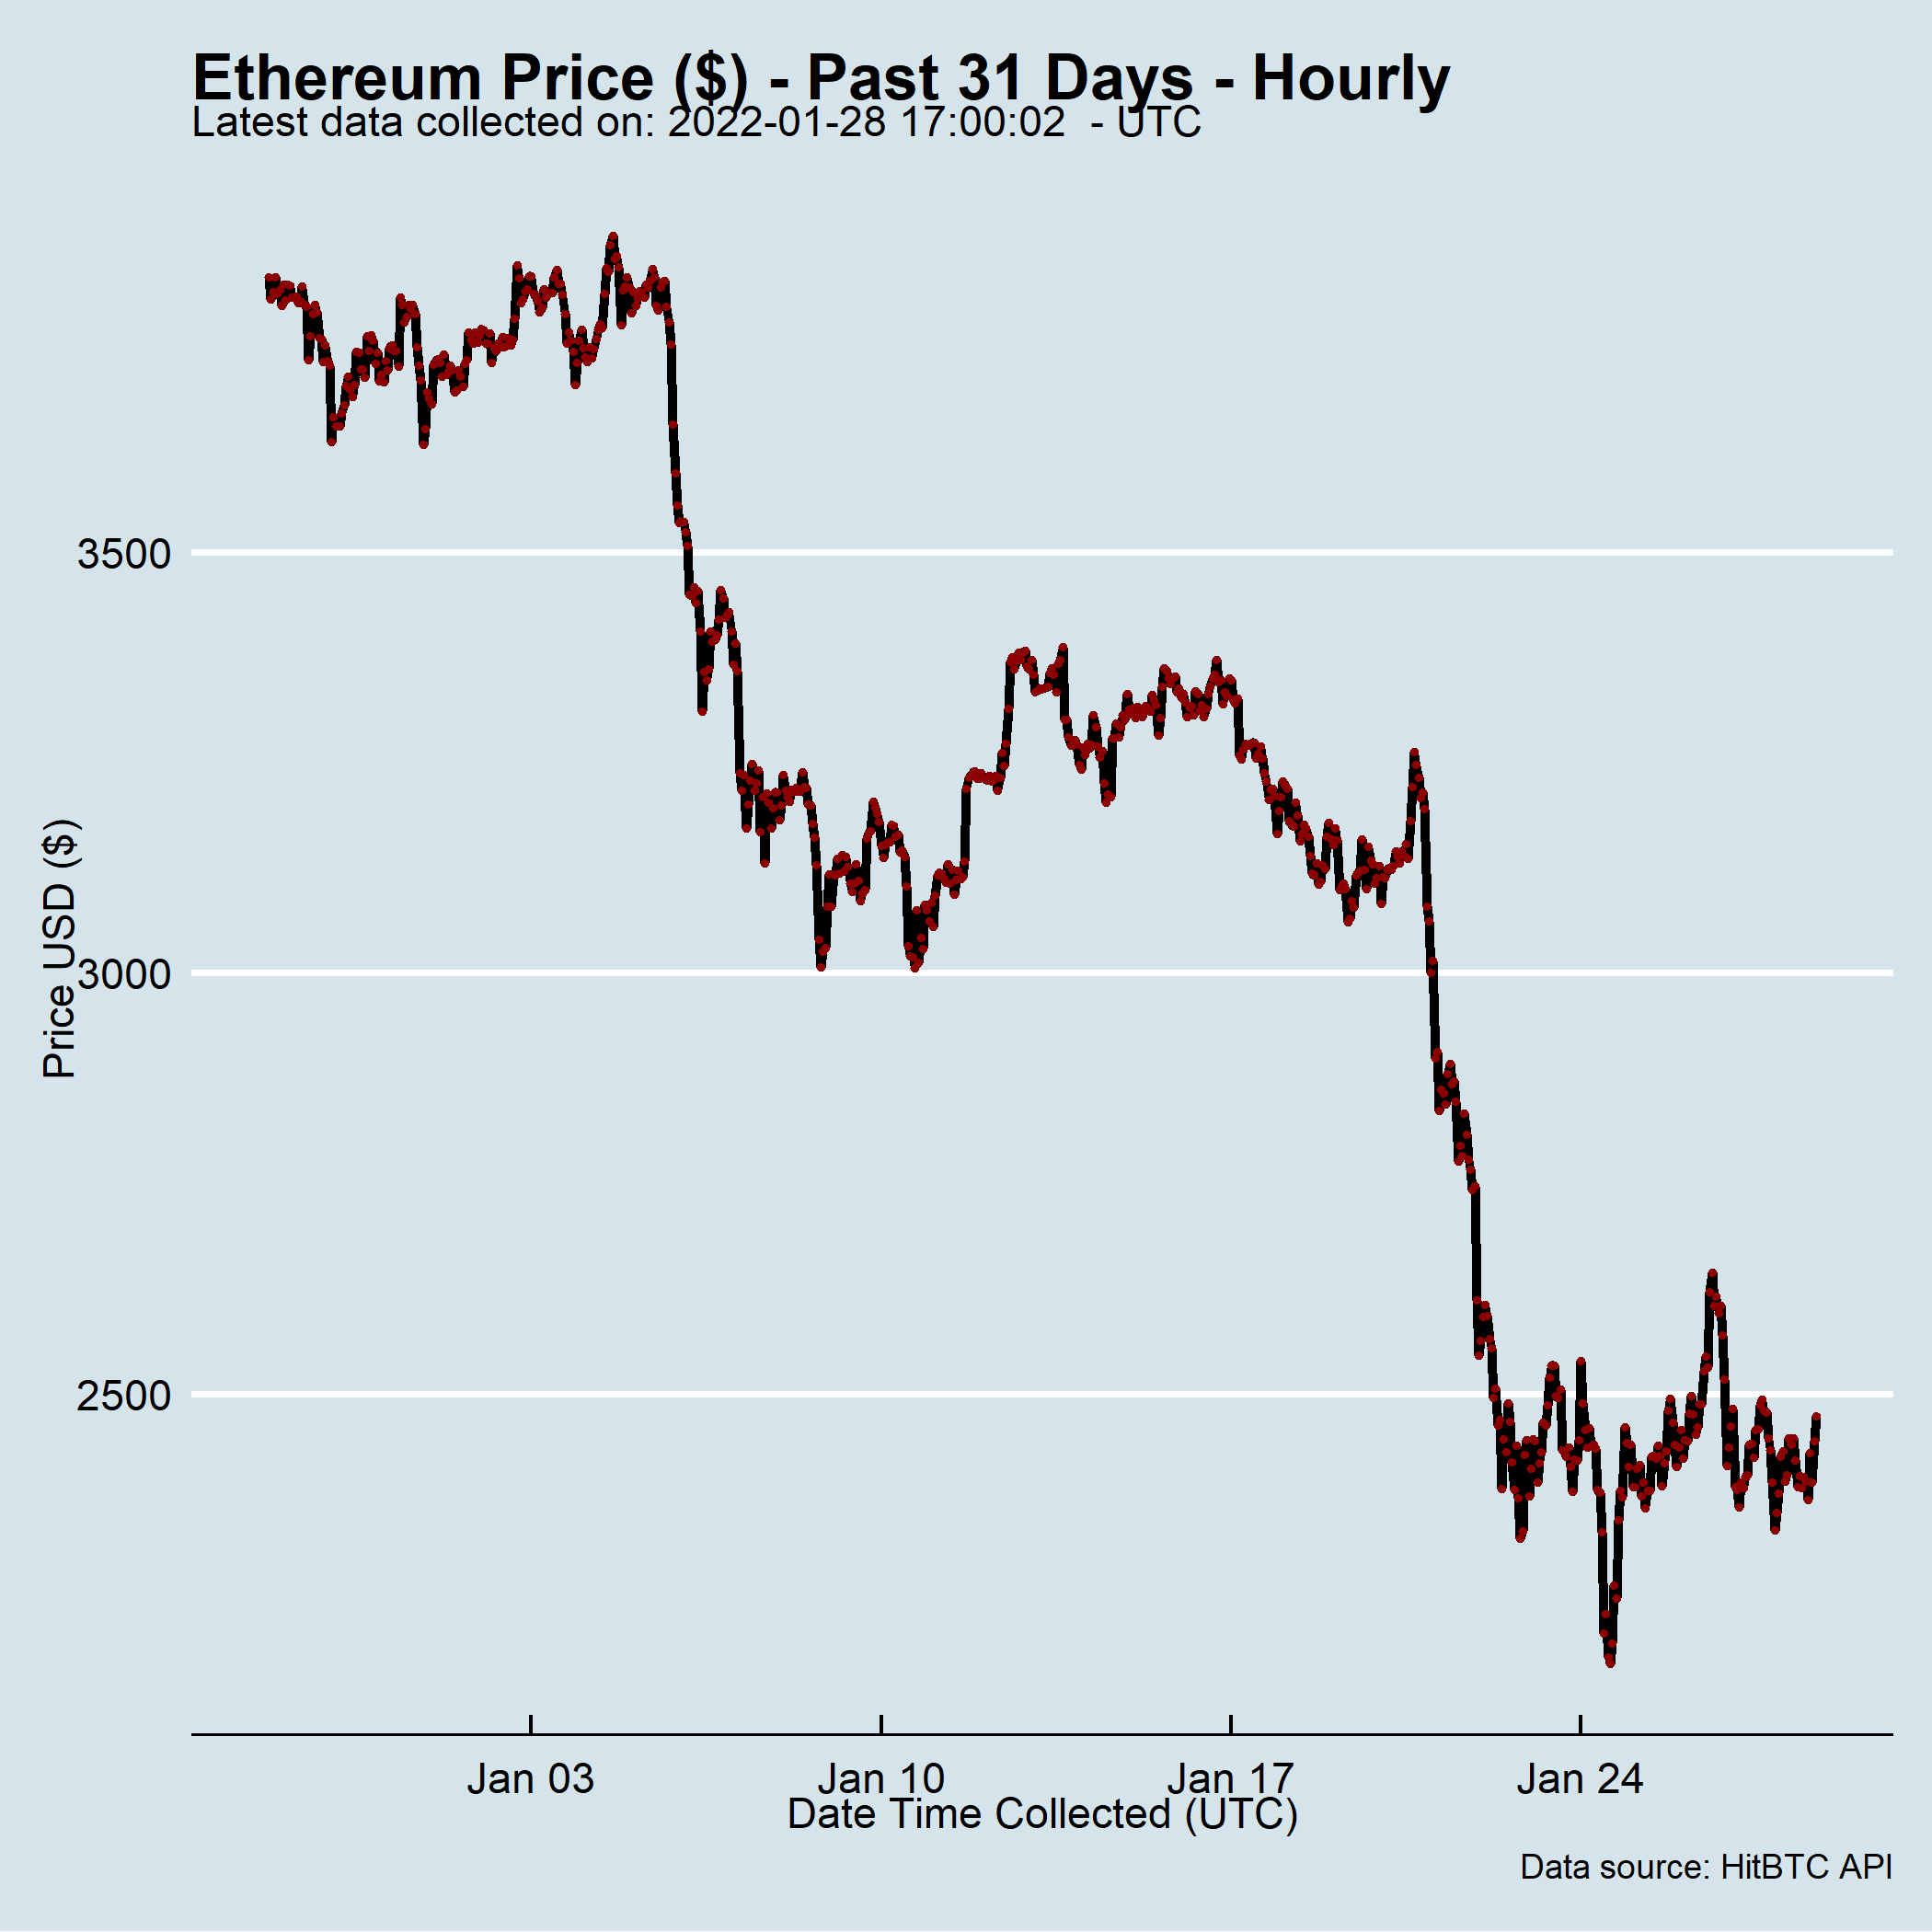 Ethereum Price ($) - Past 31 Days - Hourly
Latest data collected on: 2022-01-28 17:00:02  - UTC
Price USD ($)
3500
3000
2500
Jan 03
Jan 10
Jan 17
Jan 24
Date Time Collected (UTC)
Data source: HitBTC API